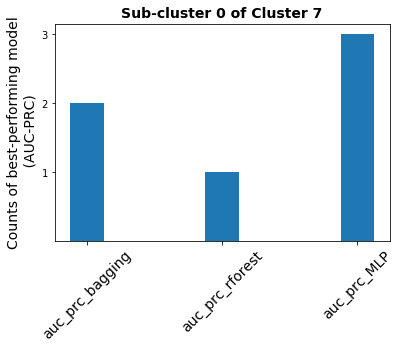 Sub-cluster 0 of Cluster 7
Counts of best-performing model
(AUC-PRC)
3
2
1
auc_prc_bagging
auc_prc_rforest
auc_prc_MLP